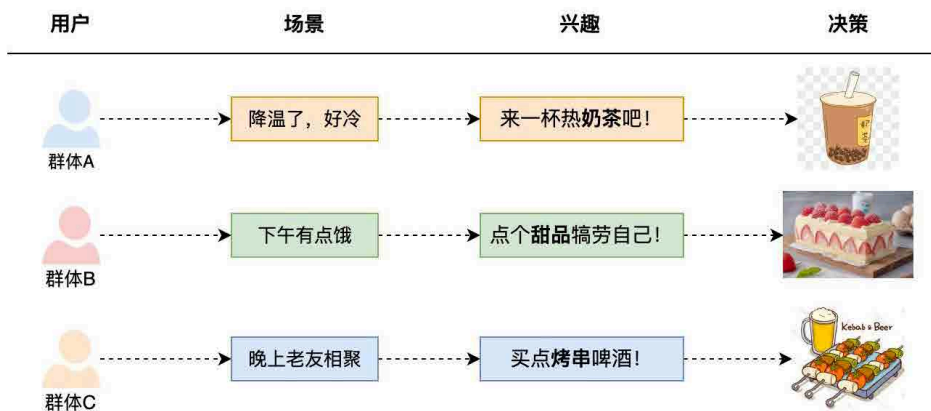 用户 场景 兴趣 决策
降温了，好冷 来一杯热奶茶吧！
奶茶
群体A
下午有点饿 点个甜品犒劳自己！
群体B
Kebab & Beer
晚上老友相聚 买点烤串啤酒！
群体C